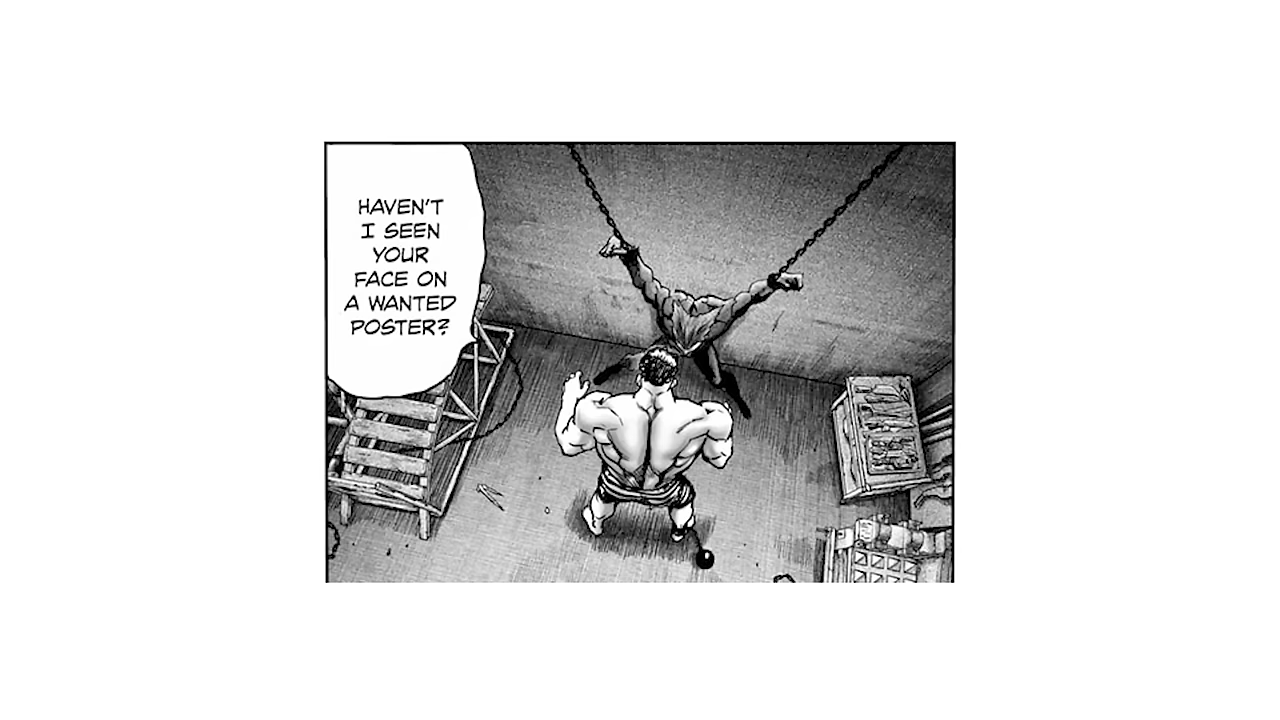 HAVEN'T
I SEEN
YOUR
FACE ON
A WANTED
POSTER?